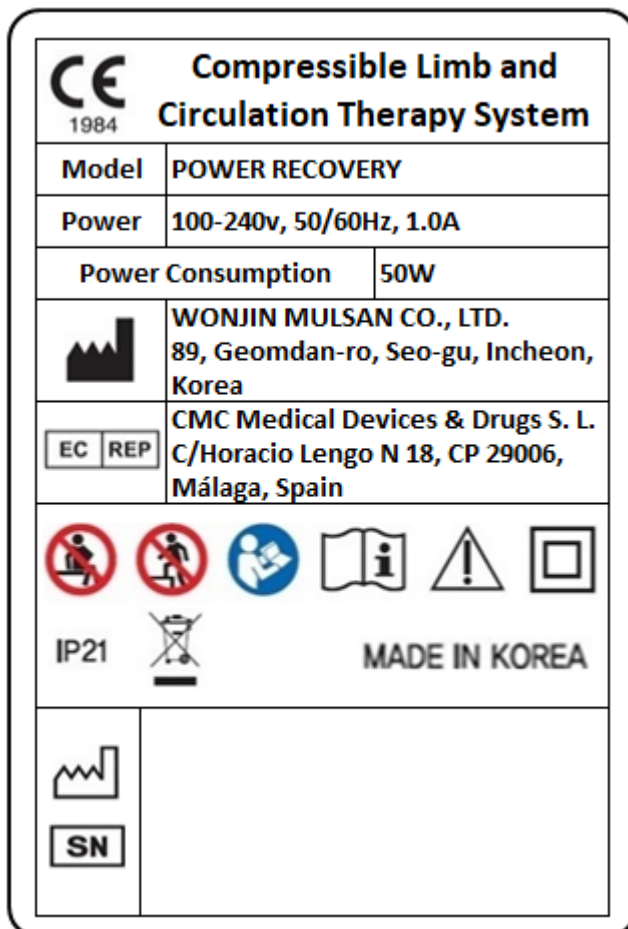 CE
1984
Compressible Limb and
Circulation Therapy System
Model
POWER RECOVERY
Power
100-240v, 50/60Hz, 1.0A
Power Consumption
50W
WONJIN MULSAN CO., LTD.
89, Geomdan-ro, Seo-gu, Incheon,
Korea
EC REP
CMC Medical Devices & Drugs S. L.
C/Horacio Lengo N 18, CP 29006,
Málaga, Spain
i
!
IP21
MADE IN KOREA
SN